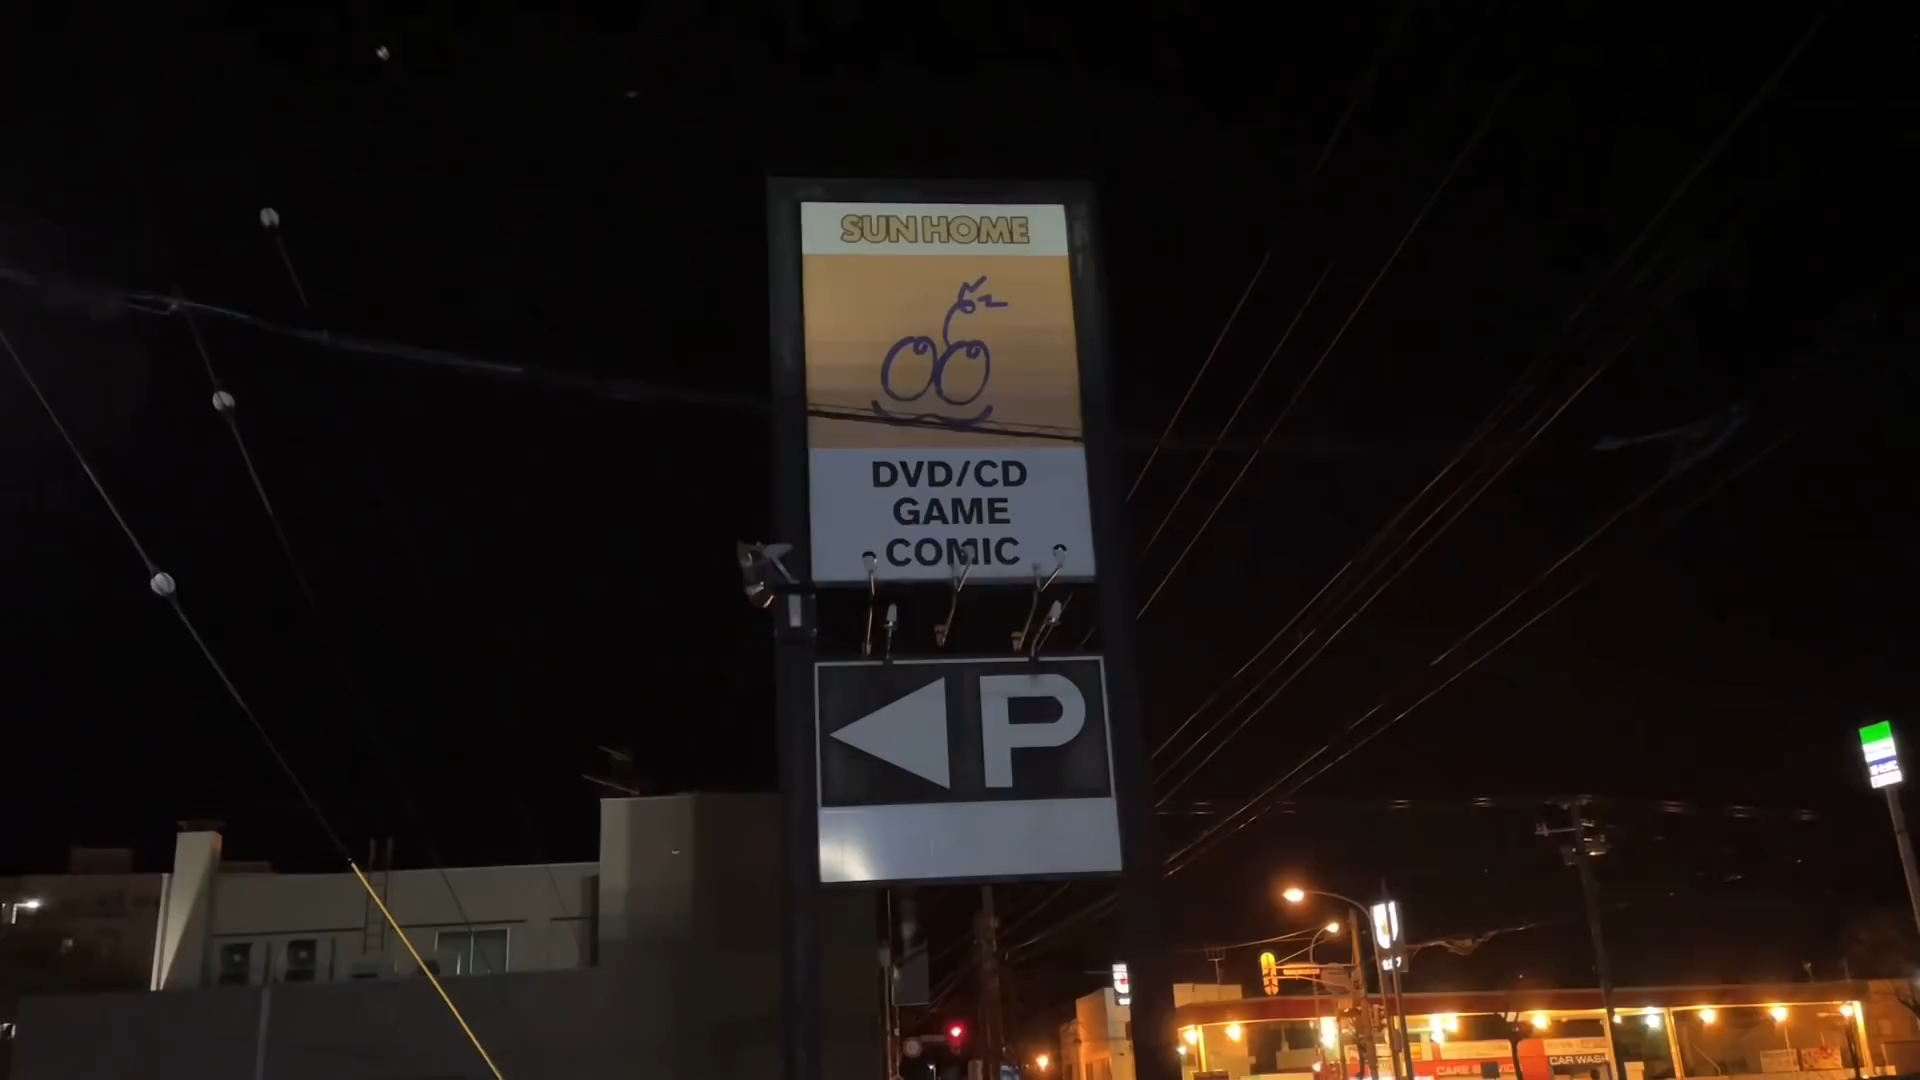 SUN HOME
DVD/CD
GAME
COMIC
P
CAR WASH